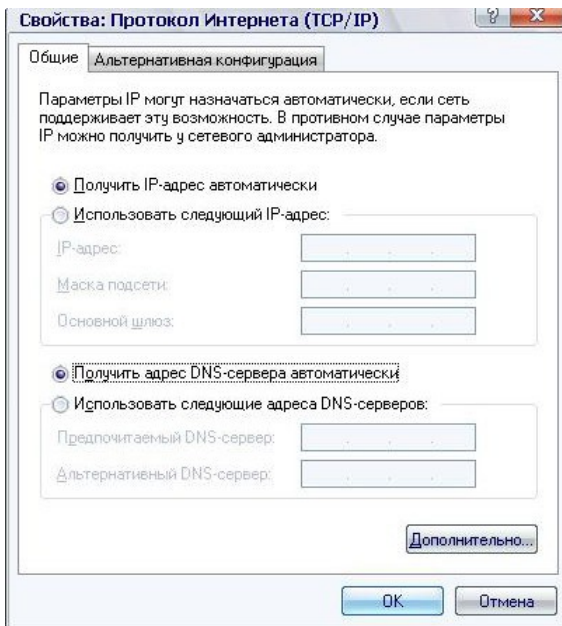 Свойства: Протокол Интернета (TCP/IP)
Общие
Альтернативная конфигурация
Параметры IP могут назначаться автоматически, если сеть
поддерживает эту возможность. В противном случае параметры
IP можно получить у сетевого администратора.
Получить IP-адрес автоматически
Использовать следующий IP-адрес:
IP-адрес:
Маска подсети:
Основной шлюз:
Получить адрес DNS-сервера автоматически
Использовать следующие адреса DNS-серверов:
Предпочитаемый DNS-сервер:
Альтернативный DNS-сервер:
Дополнительно...
OK
Отмена